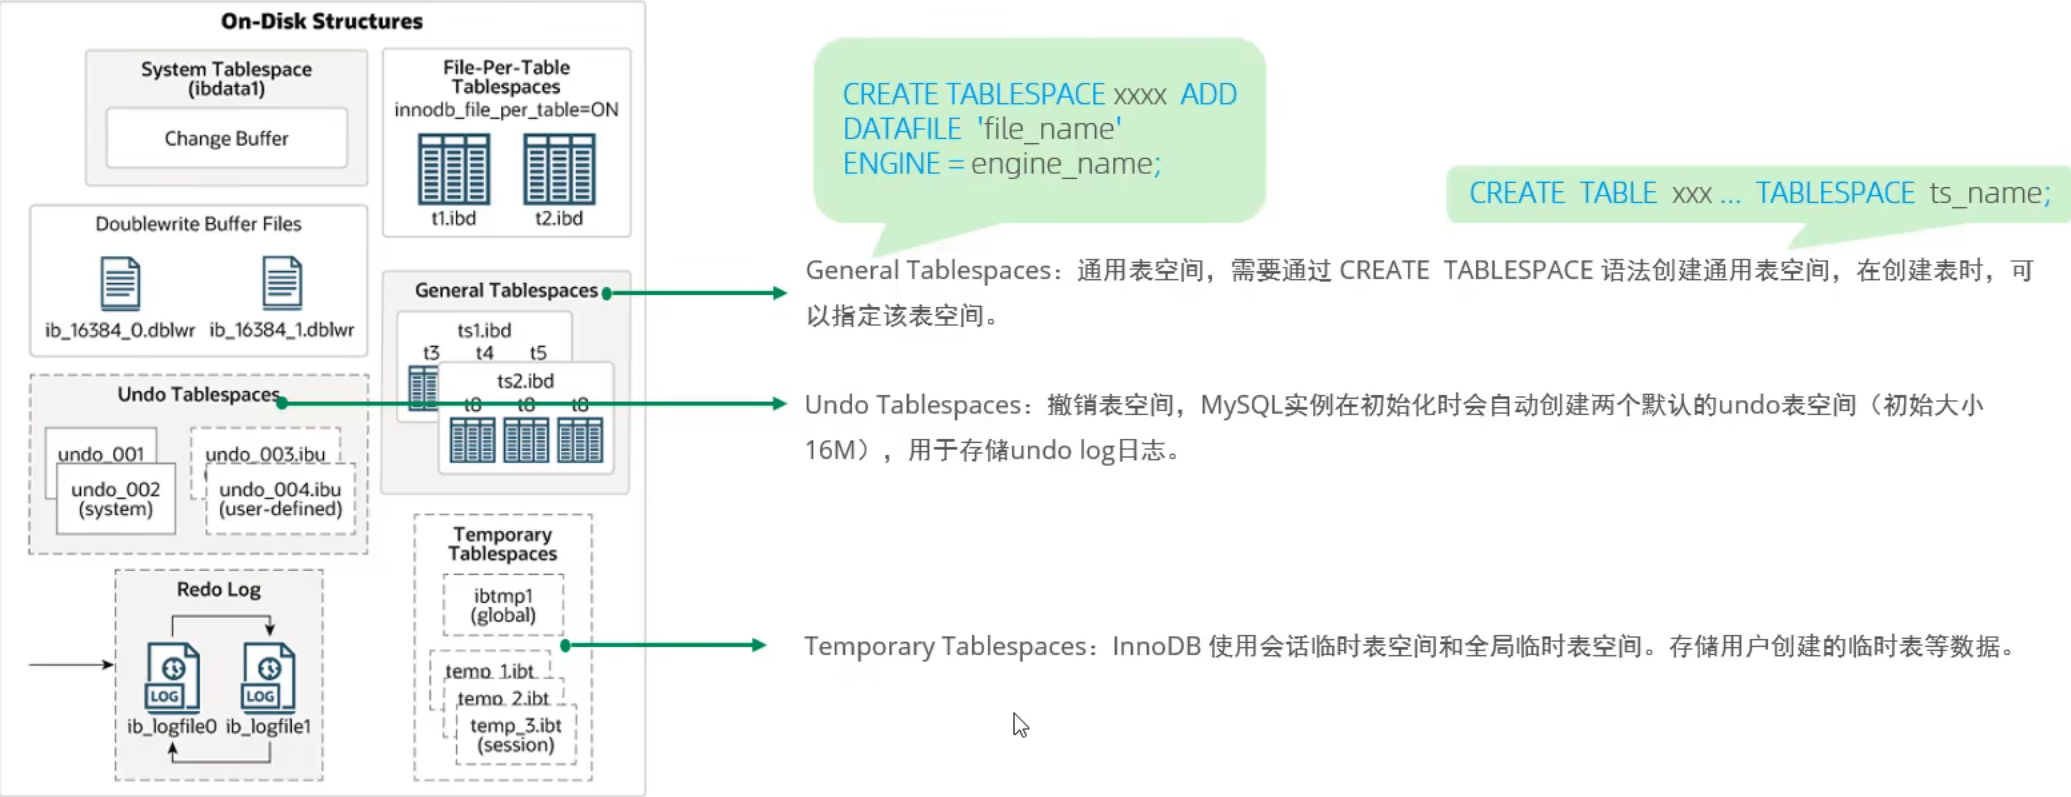 On-Disk Structures
System Tablespace
(ibdata1)
Change Buffer
File-Per-Table
Tablespaces
innodb_file_per_table=ON
t1.ibd
t2.ibd
Doublewrite Buffer Files
ib_16384_0.dblwr
ib_16384_1.dblwr
General Tablespaces
ts1.ibd
t3 t4 t5
ts2.ibd
t8 t8 t8
Undo Tablespaces
undo_001
undo_002
(system)
undo_003.ibu
undo_004.ibu
(user-defined)
Temporary
Tablespaces
ibtmp1
(global)
temp_1.ibt
temp_2.ibt
temp_3.ibt
(session)
Redo Log
LOG
LOG
ib_logfile0
ib_logfile1
CREATE TABLESPACE xxxx ADD
DATAFILE 'file_name'
ENGINE = engine_name;
CREATE TABLE xxx ... TABLESPACE ts_name;
General Tablespaces：通用表空间，需要通过 CREATE TABLESPACE 语法创建通用表空间，在创建表时，可
以指定该表空间。
Undo Tablespaces：撤销表空间，MySQL实例在初始化时会自动创建两个默认的undo表空间（初始大小
16M），用于存储undo log日志。
Temporary Tablespaces：InnoDB 使用会话临时表空间和全局临时表空间。存储用户创建的临时表等数据。